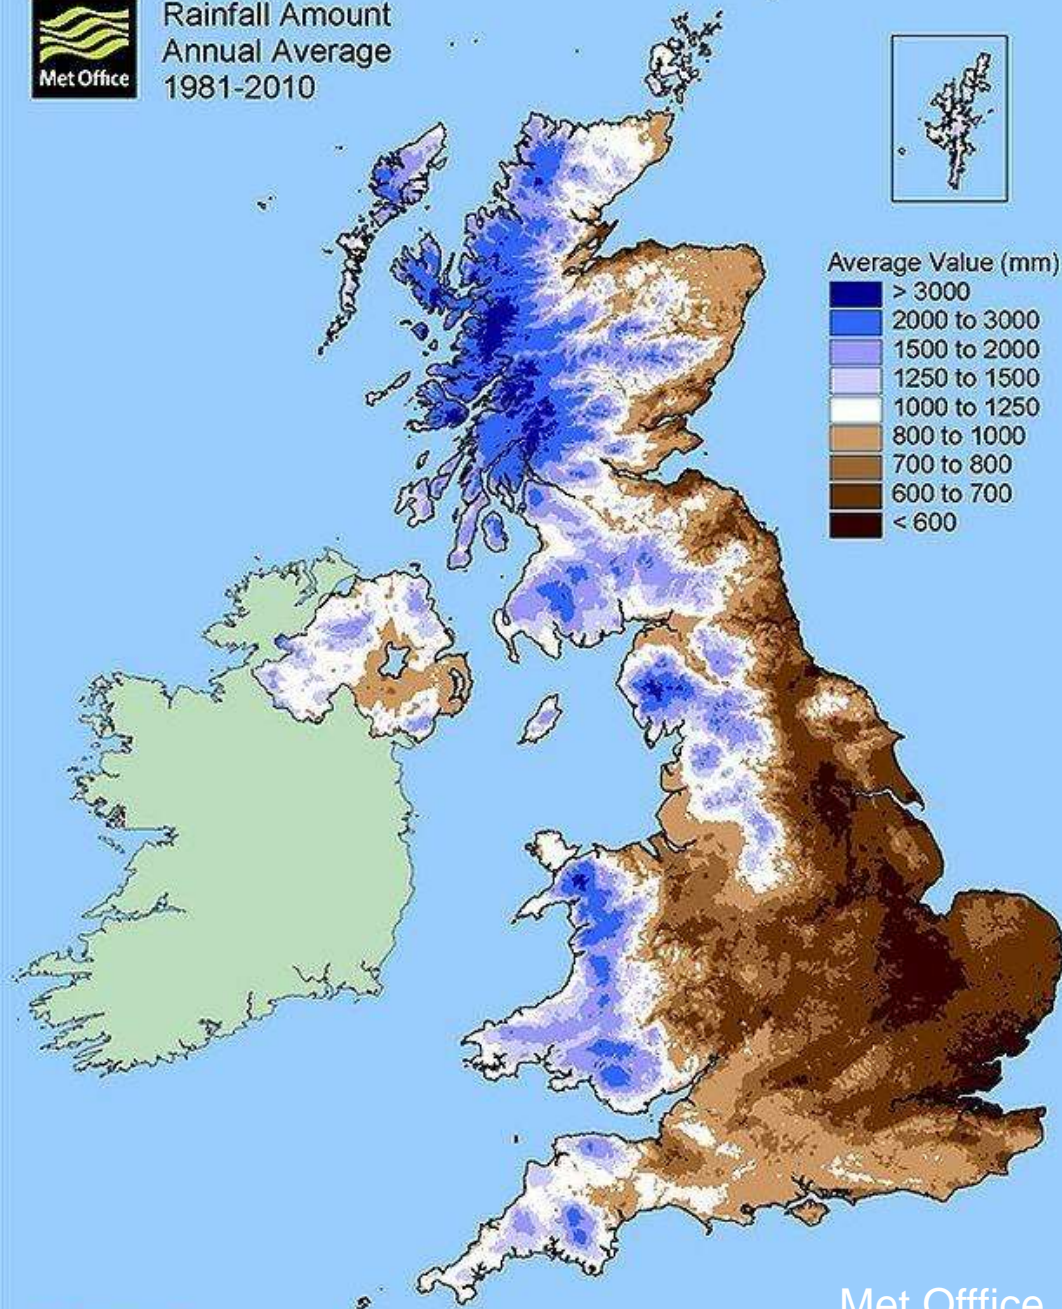 Met Office
Rainfall Amount
Annual Average
1981-2010
Average Value (mm)
> 3000
2000 to 3000
1500 to 2000
1250 to 1500
1000 to 1250
800 to 1000
700 to 800
600 to 700
< 600
Met Offfice